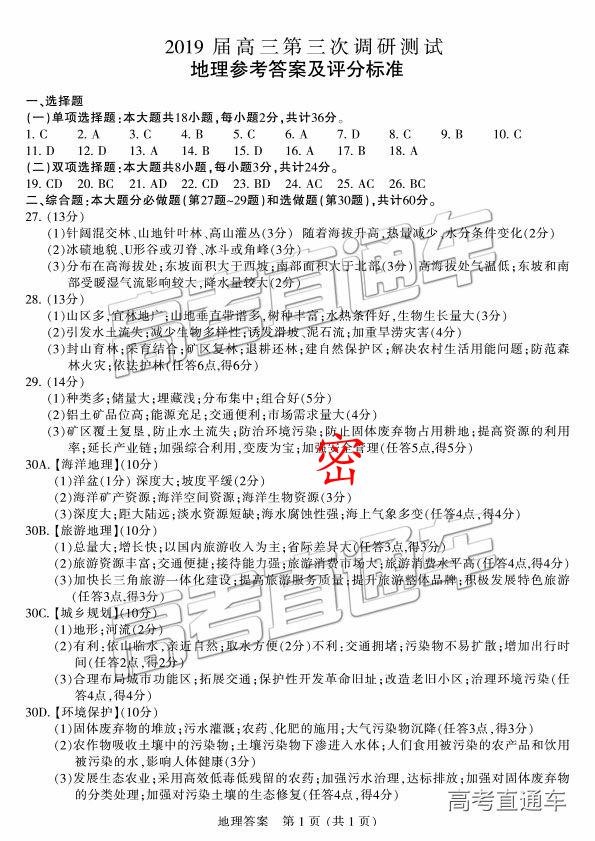 2019 届高三第三次调研测试
地理参考答案及评分标准
一、选择题
(一)单项选择题:本大题共18小题,每小题2分,共计36分。
1. C 2. A 3. C 4. B 5. C 6. A 7. D 8. C 9. B 10. C
11. D 12. D 13. A 14. B 15. A 16. A 17. B 18. A
(二)双项选择题:本大题共8小题,每小题3分,共计24分。
19. CD 20. BC 21. AD 22. CD 23. BD 24. AC 25. AC 26. BC
二、综合题:本大题分必做题(第27题~29题)和选做题(第30题),共计60分。
27. (13分)
(1)针阔混交林、山地针叶林、高山灌丛(3分) 随着海拔升高,热量减少,水分条件变化(2分)
(2)冰碛地貌、U形谷或刃脊、冰斗或角峰(3分)
(3)分布在高海拔处;东坡面积大于西坡;南部面积大于北部(3分) 高海拔处气温低;东坡和南
部受暖湿气流影响较大,降水量较大(2分)
28. (13分)
(1)山区多,宜林地广;山地垂直带谱多,树种丰富;水热条件好,生物生长量大(3分)
(2)引发水土流失;减少生物多样性;诱发滑坡、泥石流;加重旱涝灾害(4分)
(3)封山育林;采育结合;矿区复林;退耕还林;建自然保护区;解决农村生活用能问题;防范森
林火灾;依法护林(任答6点,得6分)
29. (14分)
(1)种类多;储量大;埋藏浅;分布集中;组合好(5分)
(2)铝土矿品位高;能源充足;交通便利;市场需求量大(4分)
(3)矿区覆土复垦,防止水土流失;防治环境污染;防止固体废弃物占用耕地;提高资源的利用
率;延长产业链;加强综合利用,变废为宝;加强安全管理(任答5点,得5分)
30A.【海洋地理】(10分)
(1)洋盆(1分) 深度大;坡度平缓(2分)
(2)海洋矿产资源;海洋空间资源;海洋生物资源(3分)
(3)深度大;距大陆远;淡水资源短缺;海水腐蚀性强;海上气象多变(任答4点,得4分)
30B.【旅游地理】(10分)
(1)总量大;增长快;以国内旅游收入为主;省际差异大(任答3点,得3分)
(2)旅游资源丰富;交通便捷;接待能力强;旅游消费市场大;旅游消费水平高(任答4点,得4分)
(3)加快长三角旅游一体化建设;提高旅游服务质量;提升旅游整体品牌;积极发展特色旅游
(任答3点,得3分)
30C.【城乡规划】(10分)
(1)地形;河流(2分)
(2)有利:依山临水,亲近自然;取水方便(2分)不利:交通拥堵;污染物不易扩散;增加出行时
间(任答2点,得2分)
(3)合理布局城市功能区;拓展交通;保护性开发革命旧址;改造老旧小区;治理环境污染(任
答4点,得4分)
30D.【环境保护】(10分)
(1)固体废弃物的堆放;污水灌溉;农药、化肥的施用;大气污染物沉降(任答3点,得3分)
(2)农作物吸收土壤中的污染物;土壤污染物下渗进入水体;人们食用被污染的农产品和饮用
被污染的水,影响人体健康(3分)
(3)发展生态农业;采用高效低毒低残留的农药;加强污水治理,达标排放;加强对固体废弃物
的分类处理;加强对污染土壤的生态修复(任答4点,得4分)
地理答案 第1页(共1页)
高考直通车
高考直通车
高考直通车
密